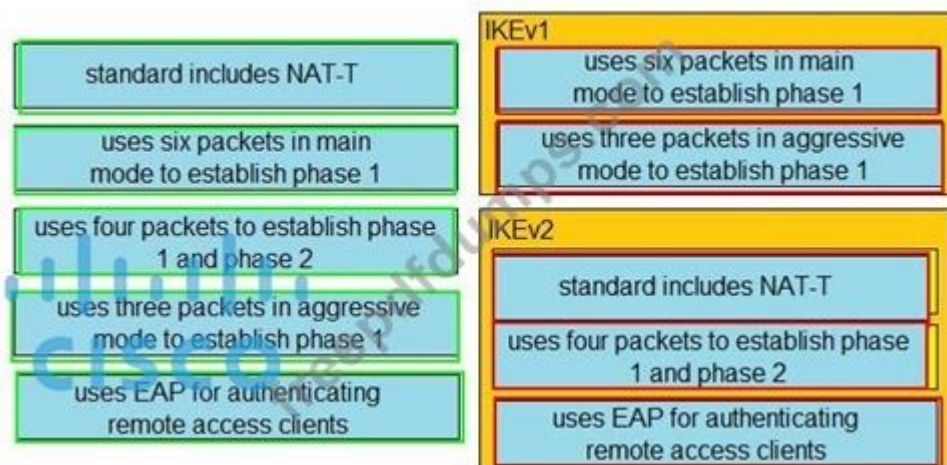 standard includes NAT-T
uses six packets in main
mode to establish phase 1
uses four packets to establish phase
1 and phase 2
uses three packets in aggressive
mode to establish phase 1
uses EAP for authenticating
remote access clients
CISCO
IKEv1
uses six packets in main
mode to establish phase 1
uses three packets in aggressive
mode to establish phase 1
IKEv2
standard includes NAT-T
uses four packets to establish phase
1 and phase 2
uses EAP for authenticating
remote access clients
freepdfdumps.com